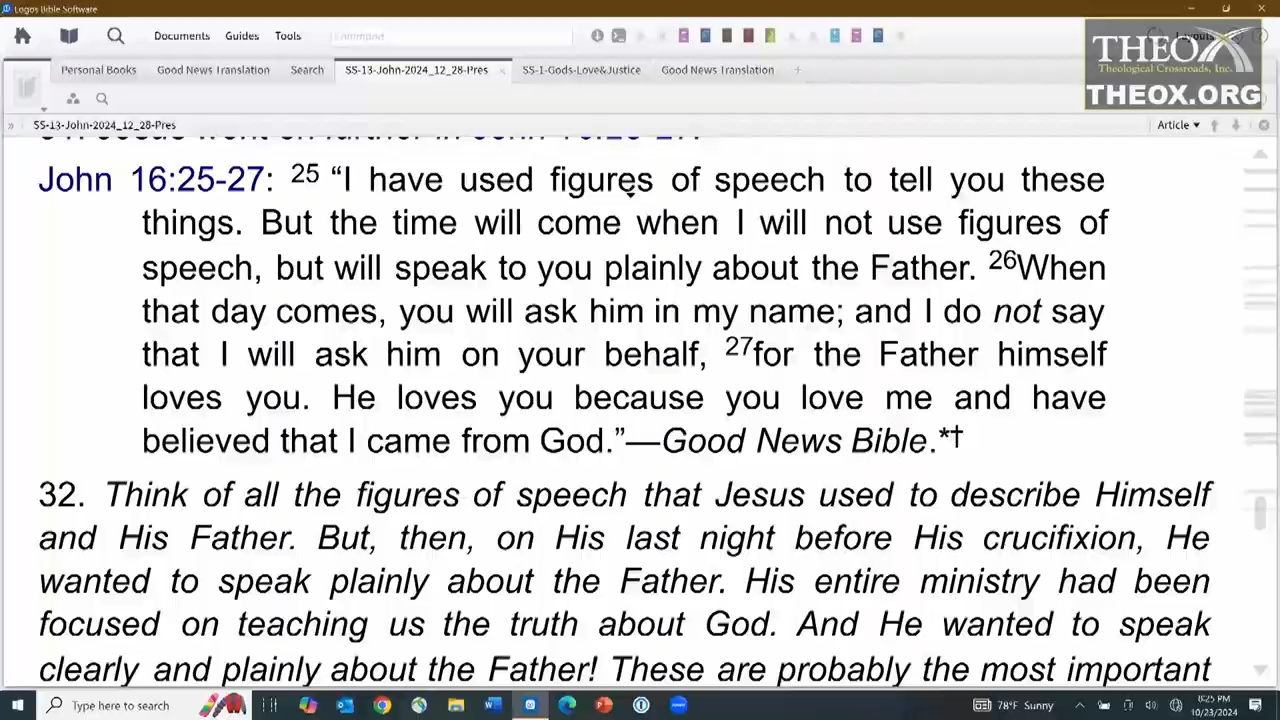 Logos Bible Software
Documents Guides Tools Command Layouts
THEOX
Theological Crossroads, Inc.
THEOX.ORG
Personal Books Good News Translation Search SS-13-John-2024_12_28-Pres SS-1-Gods-Love&Justice Good News Translation
SS-13-John-2024_12_28-Pres Article
John 16:25-27: 25 “I have used figures of speech to tell you these
things. But the time will come when I will not use figures of
speech, but will speak to you plainly about the Father. 26When
that day comes, you will ask him in my name; and I do not say
that I will ask him on your behalf, 27for the Father himself
loves you. He loves you because you love me and have
believed that I came from God.”—Good News Bible.*†
32. Think of all the figures of speech that Jesus used to describe Himself
and His Father. But, then, on His last night before His crucifixion, He
wanted to speak plainly about the Father. His entire ministry had been
focused on teaching us the truth about God. And He wanted to speak
clearly and plainly about the Father! These are probably the most important
Type here to search
78°F Sunny
8:25 PM
10/23/2024